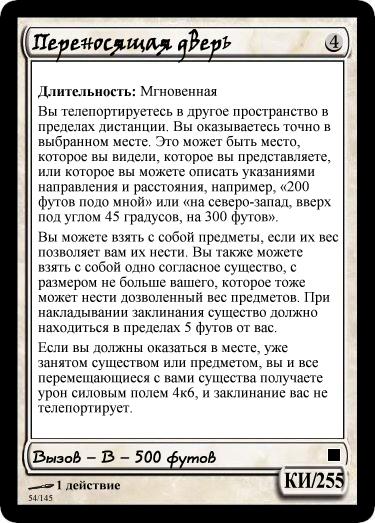 Переносящая дверь 4
Длительность: Мгновенная
Вы телепортируетесь в другое пространство в
пределах дистанции. Вы оказываетесь точно в
выбранном месте. Это может быть место,
которое вы видели, которое вы представляете,
или которое вы можете описать указаниями
направления и расстояния, например, «200
футов подо мной» или «на северо-запад, вверх
под углом 45 градусов, на 300 футов».
Вы можете взять с собой предметы, если их вес
позволяет вам их нести. Вы также можете
взять с собой одно согласное существо, с
размером не больше вашего, которое тоже
может нести дозволенный вес предметов. При
накладывании заклинания существо должно
находиться в пределах 5 футов от вас.
Если вы должны оказаться в месте, уже
занятом существом или предметом, вы и все
перемещающиеся с вами существа получаете
урон силовым полем 4к6, и заклинание вас не
телепортирует.
Вызов – В – 500 футов
1 действие
КИ/255
54/145